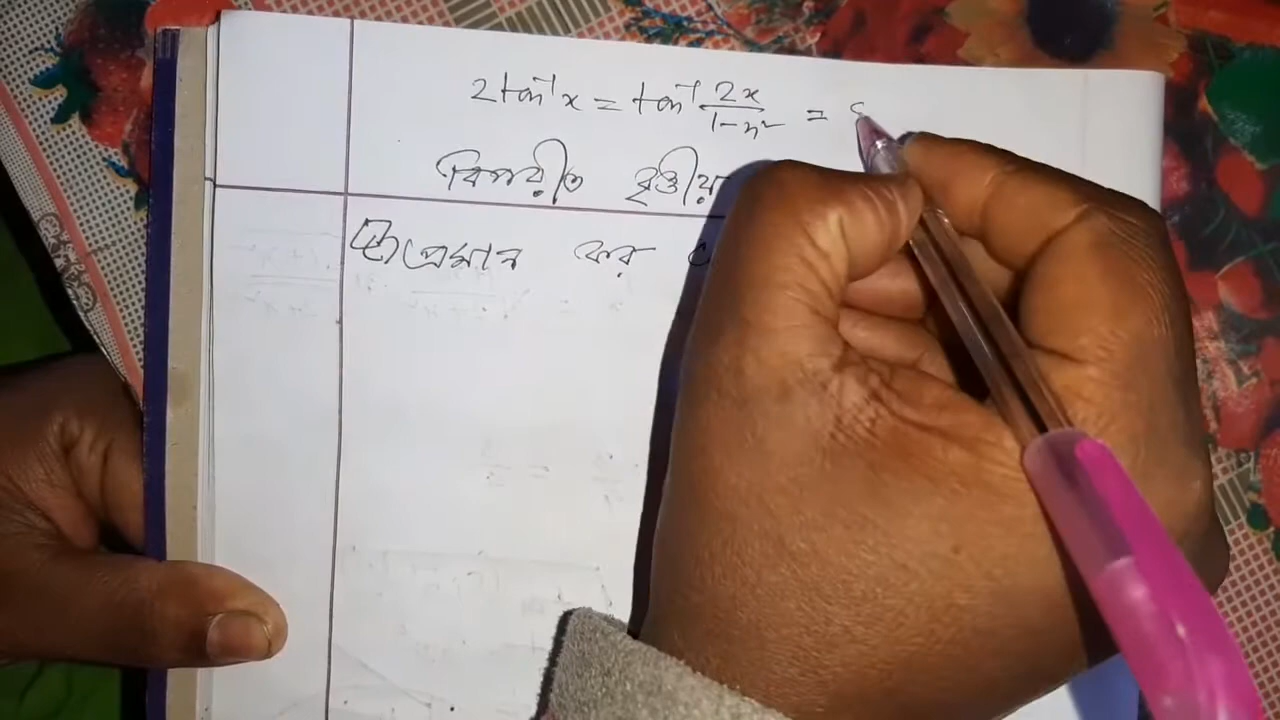 2tan⁻¹x = tan⁻¹ 2x/1-x² =
বিপরীত বৃত্তীয়
প্রমান কর